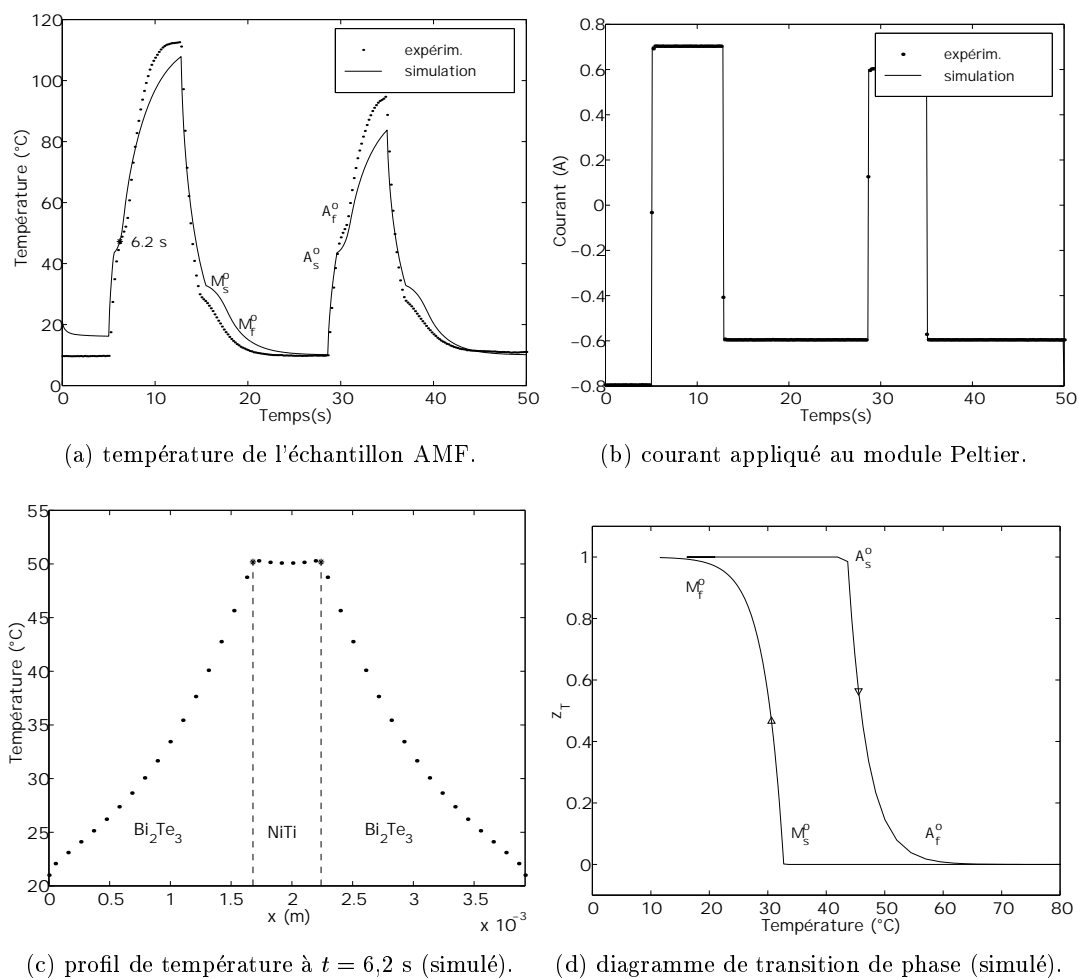 120
100
80
60
40
20
0
0
10
20
30
40
50
Température (°C)
Temps(s)
expérim.
simulation
6.2 s
M_s^o
M_f^o
A_f^o
A_s^o
(a) température de l'échantillon AMF.
0.8
0.6
0.4
0.2
0
−0.2
−0.4
−0.6
−0.8
0
10
20
30
40
50
Courant (A)
Temps(s)
expérim.
simulation
(b) courant appliqué au module Peltier.
55
50
45
40
35
30
25
20
0
0.5
1
1.5
2
2.5
3
3.5
Température (°C)
x (m)
x 10^−3
Bi_2Te_3
NiTi
Bi_2Te_3
(c) profil de température à t = 6,2 s (simulé).
1
0.8
0.6
0.4
0.2
0
0
10
20
30
40
50
60
70
80
z_T
Température (°C)
A_s^o
M_f^o
M_s^o
A_f^o
(d) diagramme de transition de phase (simulé).